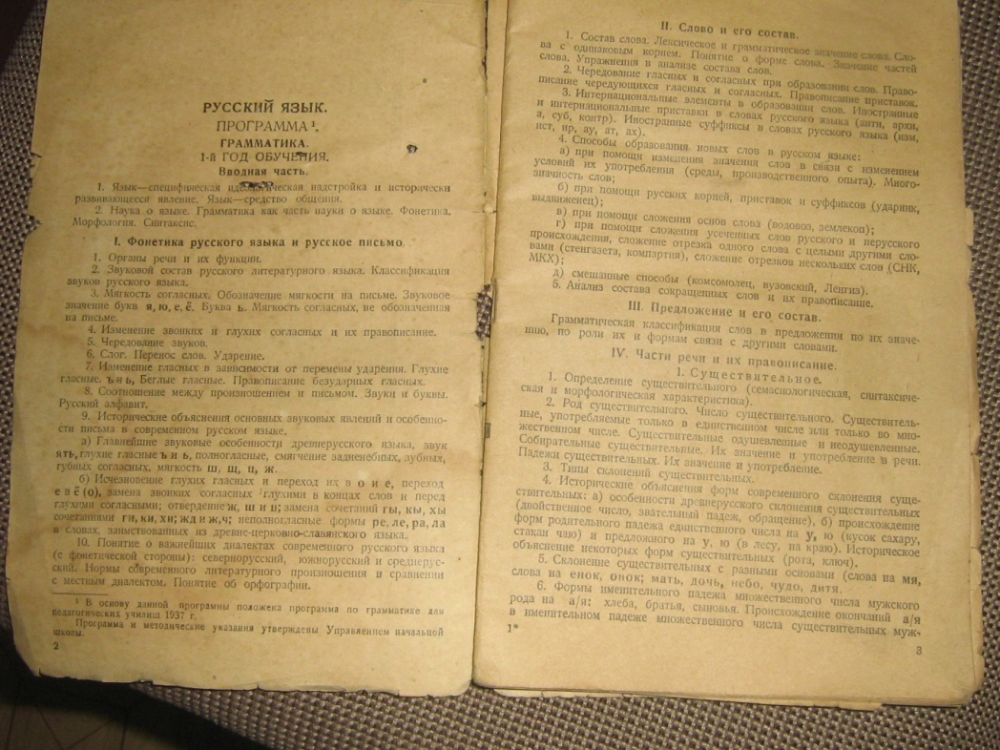 РУССКИЙ ЯЗЫК.
ПРОГРАММА¹.
ГРАММАТИКА.
1-й ГОД ОБУЧЕНИЯ.
Вводная часть.
1. Язык—специфическая идеологическая надстройка и исторически
развивающееся явление. Язык—средство общения.
2. Наука о языке. Грамматика как часть науки о языке. Фонетика.
Морфология. Синтаксис.
I. Фонетика русского языка и русское письмо.
1. Органы речи и их функции.
2. Звуковой состав русского литературного языка. Классификация
звуков русского языка.
3. Мягкость согласных. Обозначение мягкости на письме. Звуковое
значение букв я, ю, е, ё. Буква ь. Мягкость согласных, не обозначенная
на письме.
4. Изменение звонких и глухих согласных и их правописание.
5. Чередование звуков.
6. Слог. Перенос слов. Ударение.
7. Изменение гласных в зависимости от перемены ударения. Глухие
гласные. ъ и ь, Беглые гласные. Правописание безударных гласных.
8. Соотношение между произношением и письмом. Звуки и буквы.
Русский алфавит.
9. Исторические объяснения основных звуковых явлений и особенно-
сти письма в современном русском языке.
а) Главнейшие звуковые особенности древнерусского языка, звук
ять, глухие гласные ъ и ь, полногласные, смягчение задненебных, зубных,
губных согласных, мягкость ш, щ, ц, ж.
б) Исчезновение глухих гласных и переход их в о и е, переход
е в ё (о), замена звонких согласных глухими в концах слов и перед
глухими согласными; отвердение ж, ш и ц; замена сочетаний гы, кы, хы
сочетаниями ги, ки, хи; жд и ж, ч; неполногласные формы ре, ле, ра, ла
в словах, заимствованных из древне-церковно-славянского языка.
10. Понятие о важнейших диалектах современного русского языка
(с фонетической стороны): севернорусский, южнорусский и среднерус-
ский. Нормы современного литературного произношения в сравнении
с местным диалектом. Понятие об орфографии.
¹ В основу данной программы положена программа по грамматике для
педагогических училищ 1937 г.
Программа и методические указания утверждены Управлением начальной
школы.
2
II. Слово и его состав.
1. Состав слова. Лексическое и грамматическое значение слова. Сло-
ва с одинаковым корнем. Понятие о форме слова. Значение частей
слова. Упражнения в анализе состава слов.
2. Чередование гласных и согласных при образовании слов. Право-
писание чередующихся гласных и согласных. Правописание приставок.
3. Интернациональные элементы в образовании слов. Иностранные
и интернациональные приставки в словах русского языка (анти, архи,
а, суб, контр). Иностранные суффиксы в словах русского языка (изм,
ист, ир, ау, ат, ах).
4. Способы образования новых слов в русском языке:
а) при помощи изменения значения слов в связи с изменением
условий их употребления (среды, производственного опыта). Много-
значность слов;
б) при помощи русских корней, приставок и суффиксов (ударник,
выдвиженец);
в) при помощи сложения основ слова (водовоз, землекоп);
г) при помощи сложения усеченных слов русского и нерусского
происхождения, сложение отрезка одного слова с целыми другими сло-
вами (стенгазета, компартия), сложение отрезков нескольких слов (СНК,
МКХ);
д) смешанные способы (комсомолец, вузовский, Ленгиз).
5. Анализ состава сокращенных слов и их правописание.
III. Предложение и его состав.
Грамматическая классификация слов в предложении по их значе-
нию, по роли их и формам связи с другими словами.
IV. Части речи и их правописание.
1. Существительное.
1. Определение существительного (семасиологическая, синтаксиче-
ская и морфологическая характеристика).
2. Род существительного. Число существительного. Существитель-
ные, употребляемые только в единственном числе или только во мно-
жественном числе. Существительные одушевленные и неодушевленные.
Собирательные существительные. Их значение и употребление в речи.
Падежи существительных. Их значение и употребление.
3. Типы склонений существительных.
4. Исторические объяснения форм современного склонения суще-
ствительных: а) особенности древнерусского склонения существительных
(двойственное число, звательный падеж, обращение), б) происхождение
форм родительного падежа единственного числа на у, ю (кусок сахару,
стакан чаю) и предложного на у, ю (в лесу, на краю). Историческое
объяснение некоторых форм существительных (рота, ключ).
5. Склонение существительных с разными основами (слова на мя,
слова на енок, онок; мать, дочь, небо, чудо, дитя.
6. Формы именительного падежа множественного числа мужского
рода на а/я: хлеба, братья, сыновья. Происхождение окончаний а/я
в именительном падеже множественного числа существительных муж-
1*
3